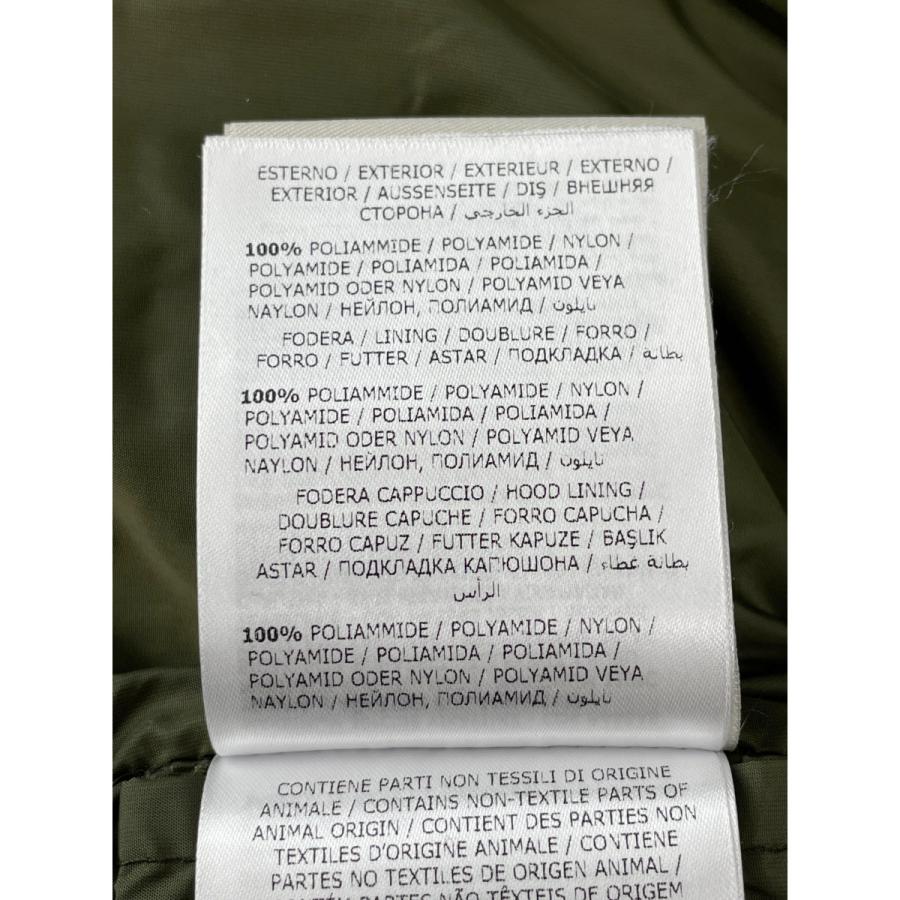 ESTERNO / EXTERIOR / EXTERIEUR / EXTERNO /
EXTERIOR / AUSSENSEITE / DIŞ / ВНЕШНЯЯ
СТОРОНА / الجزء الخارجي
100% POLIAMMIDE / POLYAMIDE / NYLON /
POLYAMIDE / POLIAMIDA / POLIAMIDA /
POLYAMID ODER NYLON / POLYAMID VEYA
NAYLON / НЕЙЛОН, ПОЛИАМИД / نايلون
FODERA / LINING / DOUBLURE / FORRO /
FORRO / FUTTER / ASTAR / ПОДКЛАДКА / بطانة
100% POLIAMMIDE / POLYAMIDE / NYLON /
POLYAMIDE / POLIAMIDA / POLIAMIDA /
POLYAMID ODER NYLON / POLYAMID VEYA
NAYLON / НЕЙЛОН, ПОЛИАМИД / نايلون
FODERA CAPPUCCIO / HOOD LINING /
DOUBLURE CAPUCHE / FORRO CAPUCHA /
FORRO CAPUZ / FUTTER KAPUZE / BAŞLIK
ASTAR / ПОДКЛАДКА КАПЮШОНА / بطانة غطاء
الرأس
100% POLIAMMIDE / POLYAMIDE / NYLON /
POLYAMIDE / POLIAMIDA / POLIAMIDA /
POLYAMID ODER NYLON / POLYAMID VEYA
NAYLON / НЕЙЛОН, ПОЛИАМИД / نايلون
CONTIENE PARTI NON TESSILI DI ORIGINE
ANIMALE / CONTAINS NON-TEXTILE PARTS OF
ANIMAL ORIGIN / CONTIENT DES PARTIES NON
TEXTILES D'ORIGINE ANIMALE / CONTIENE
PARTES NO TEXTILES DE ORIGEN ANIMAL /
CONTÉM PARTES NÃO TÊXTEIS DE ORIGEM